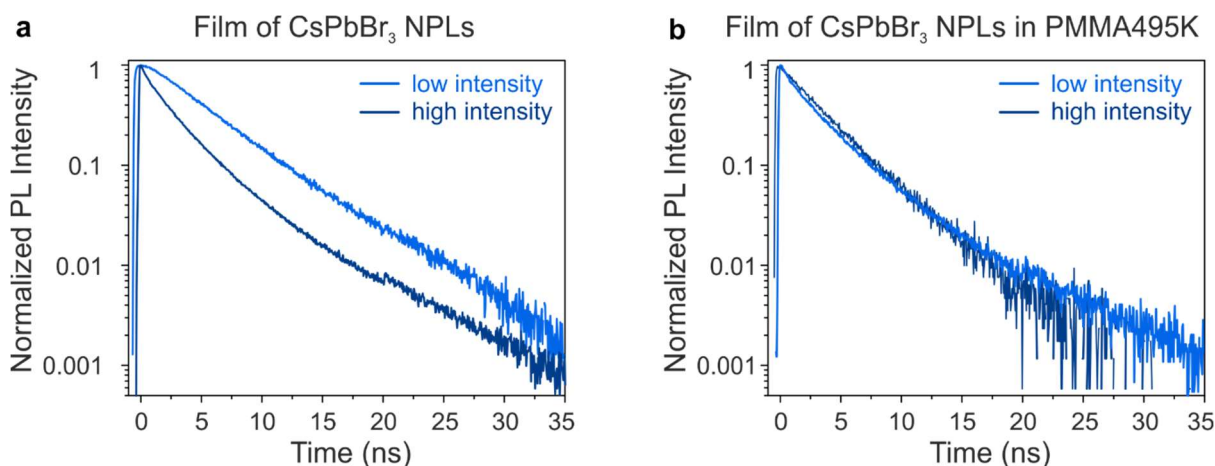 a
Film of CsPbBr₃ NPLs
Normalized PL Intensity
1
0.1
0.01
0.001
low intensity
high intensity
0 5 10 15 20 25 30 35
Time (ns)
b
Film of CsPbBr₃ NPLs in PMMA495K
Normalized PL Intensity
1
0.1
0.01
0.001
low intensity
high intensity
0 5 10 15 20 25 30 35
Time (ns)